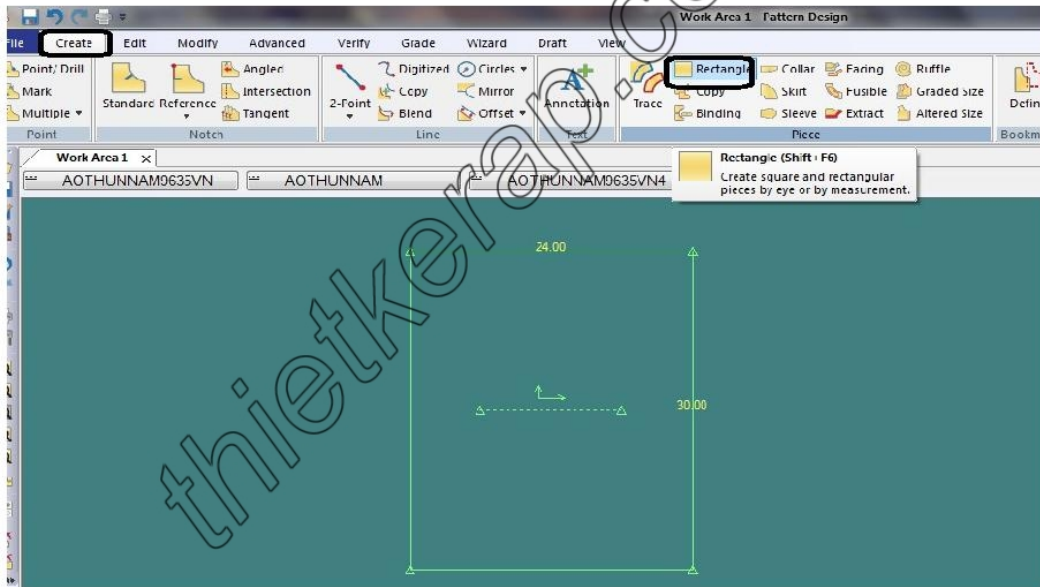 Work Area 1 Pattern Design
File Create Edit Modify Advanced Verify Grade Wizard Draft View
Point/ Drill
Mark
Multiple
Point
Standard
Reference
Angled
Intersection
Tangent
Notch
2-Point
Digitized
Copy
Blend
Circles
Mirror
Offset
Line
Annotation
Text
Trace
Rectangle
Copy
Binding
Collar
Skirt
Sleeve
Facing
Fusible
Extract
Ruffle
Graded Size
Altered Size
Piece
Work Area 1 x
AOTHUNNAM9635VN
AOTHUNNAM
AOTHUNNAM9635VN4
Rectangle (Shift+F6)
Create square and rectangular
pieces by eye or by measurement.
24.00
30.00